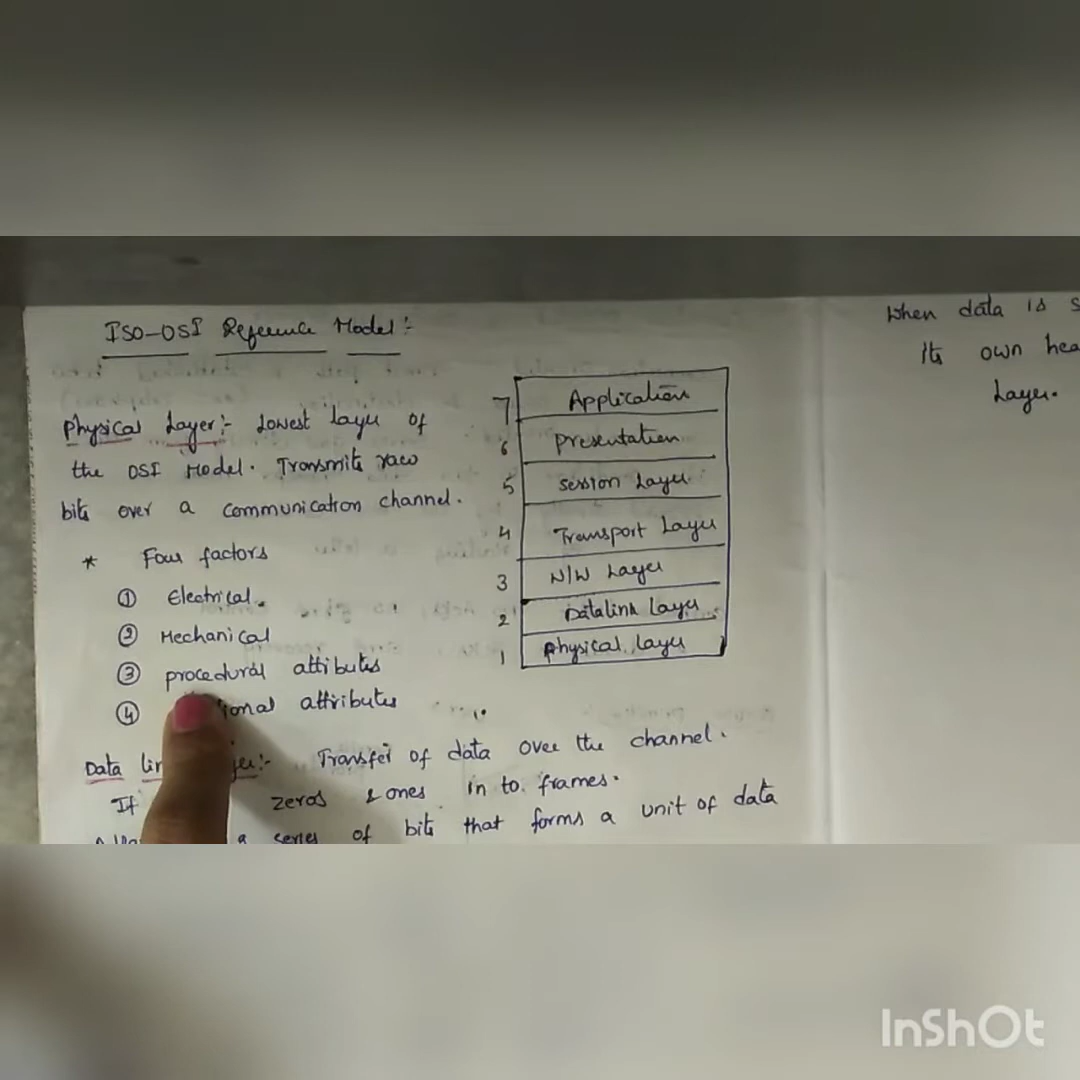 ISO-OSI Reference Model:-
Physical Layer:- Lowest layer of
the OSI Model. Transmits raw
bits over a communication channel.
* Four factors
① Electrical.
② Mechanical
③ procedural attibutes
④ attributes
7 Application
6 presentation
5 session Layer
4 Transport Layer
3 N/W Layer
2 Datalink Layer
1 physical layer
Data Transfer of data over the channel.
If zeros & ones in to frames.
a series of bits that forms a unit of data
When data is
its own
Layer.
InShOt